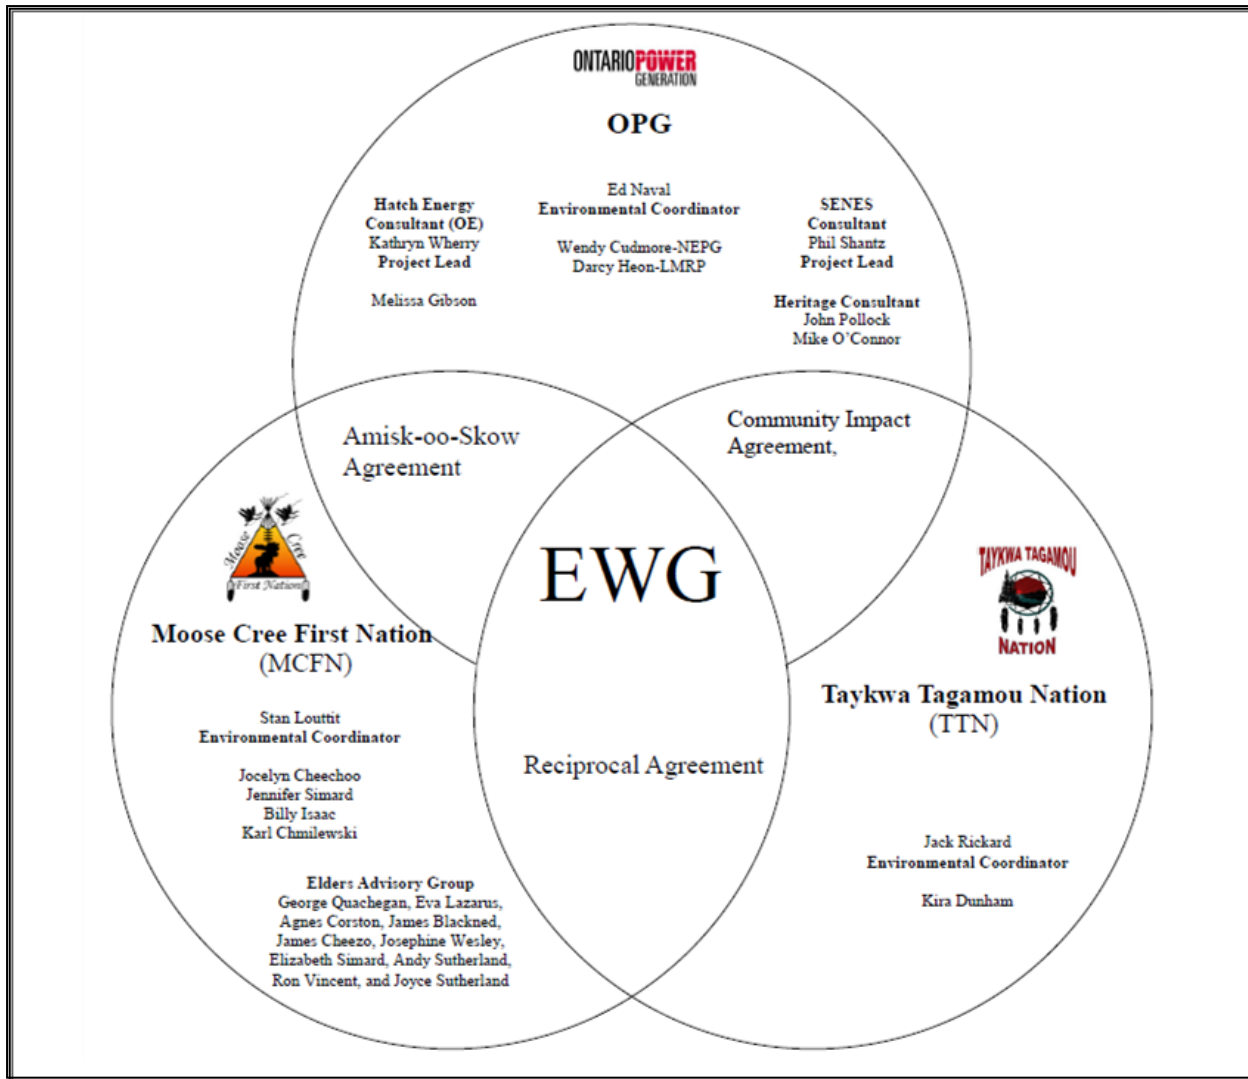 ONTARIOPOWER
GENERATION
OPG
Ed Naval
Environmental Coordinator
Wendy Cudmore-NEPG
Darcy Heon-LMRP
Hatch Energy
Consultant (OE)
Kathryn Wherry
Project Lead
Melissa Gibson
SENES
Consultant
Phil Shantz
Project Lead
Heritage Consultant
John Pollock
Mike O'Connor
Amisk-oo-Skow
Agreement
Community Impact
Agreement,
EWG
Reciprocal Agreement
Moose Cree
First Nation
Moose Cree First Nation
(MCFN)
Stan Louttit
Environmental Coordinator
Jocelyn Cheechoo
Jennifer Simard
Billy Isaac
Karl Chmilewski
Elders Advisory Group
George Quachegan, Eva Lazarus,
Agnes Corston, James Blackned,
James Cheezo, Josephine Wesley,
Elizabeth Simard, Andy Sutherland,
Ron Vincent, and Joyce Sutherland
TAYKWA TAGAMOU
NATION
Taykwa Tagamou Nation
(TTN)
Jack Rickard
Environmental Coordinator
Kira Dunham